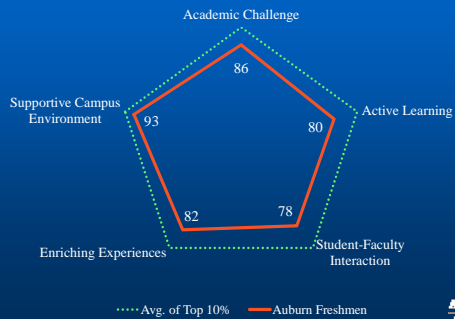 Academic Challenge
86
Supportive Campus
Environment
93
Active Learning
80
82
78
Enriching Experiences
Student-Faculty
Interaction
Avg. of Top 10%
Auburn Freshmen